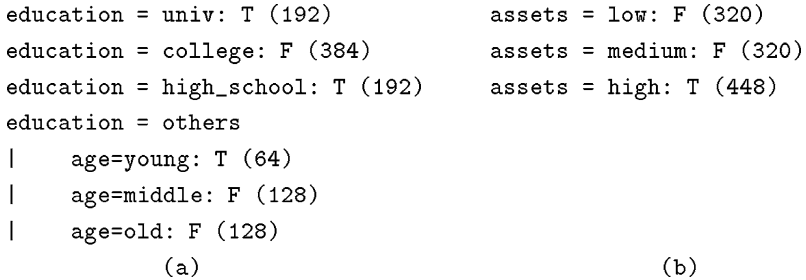 education = univ: T (192)
education = college: F (384)
education = high_school: T (192)
education = others
|    age=young: T (64)
|    age=middle: F (128)
|    age=old: F (128)
(a)
assets = low: F (320)
assets = medium: F (320)
assets = high: T (448)
(b)